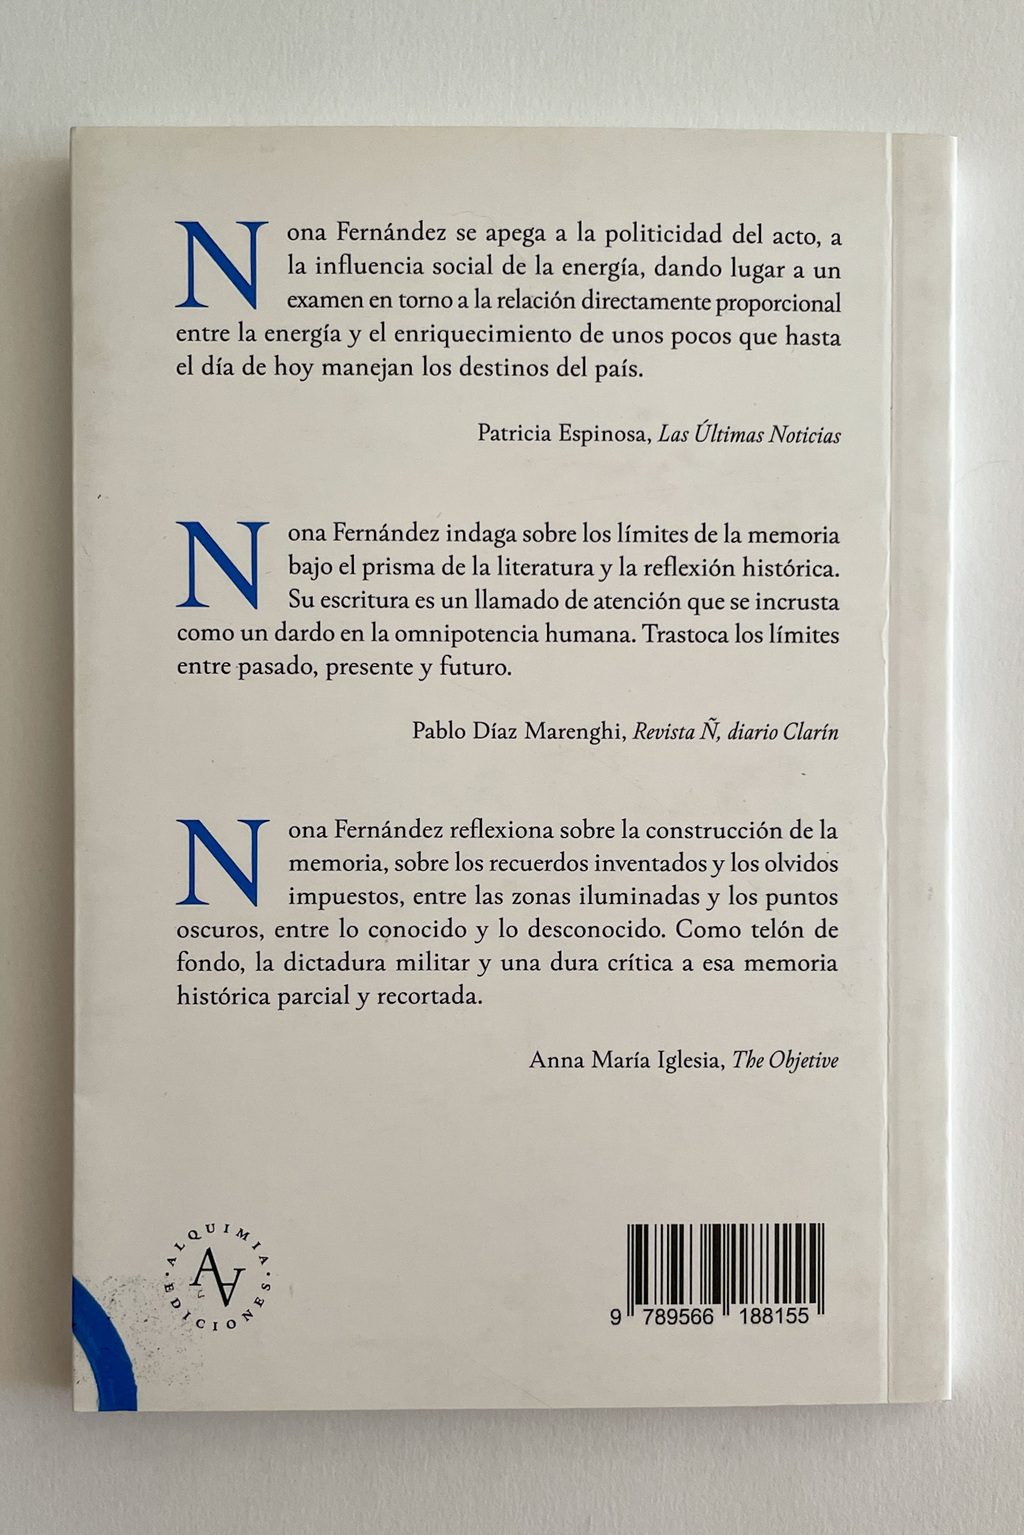 Nona Fernández se apega a la politicidad del acto, a
la influencia social de la energía, dando lugar a un
examen en torno a la relación directamente proporcional
entre la energía y el enriquecimiento de unos pocos que hasta
el día de hoy manejan los destinos del país.
Patricia Espinosa, Las Últimas Noticias
Nona Fernández indaga sobre los límites de la memoria
bajo el prisma de la literatura y la reflexión histórica.
Su escritura es un llamado de atención que se incrusta
como un dardo en la omnipotencia humana. Trastoca los límites
entre pasado, presente y futuro.
Pablo Díaz Marenghi, Revista Ñ, diario Clarín
Nona Fernández reflexiona sobre la construcción de la
memoria, sobre los recuerdos inventados y los olvidos
impuestos, entre las zonas iluminadas y los puntos
oscuros, entre lo conocido y lo desconocido. Como telón de
fondo, la dictadura militar y una dura crítica a esa memoria
histórica parcial y recortada.
Anna María Iglesia, The Objetive
ALQUIMIA · EDICIONES ·
AA
9 789566 188155